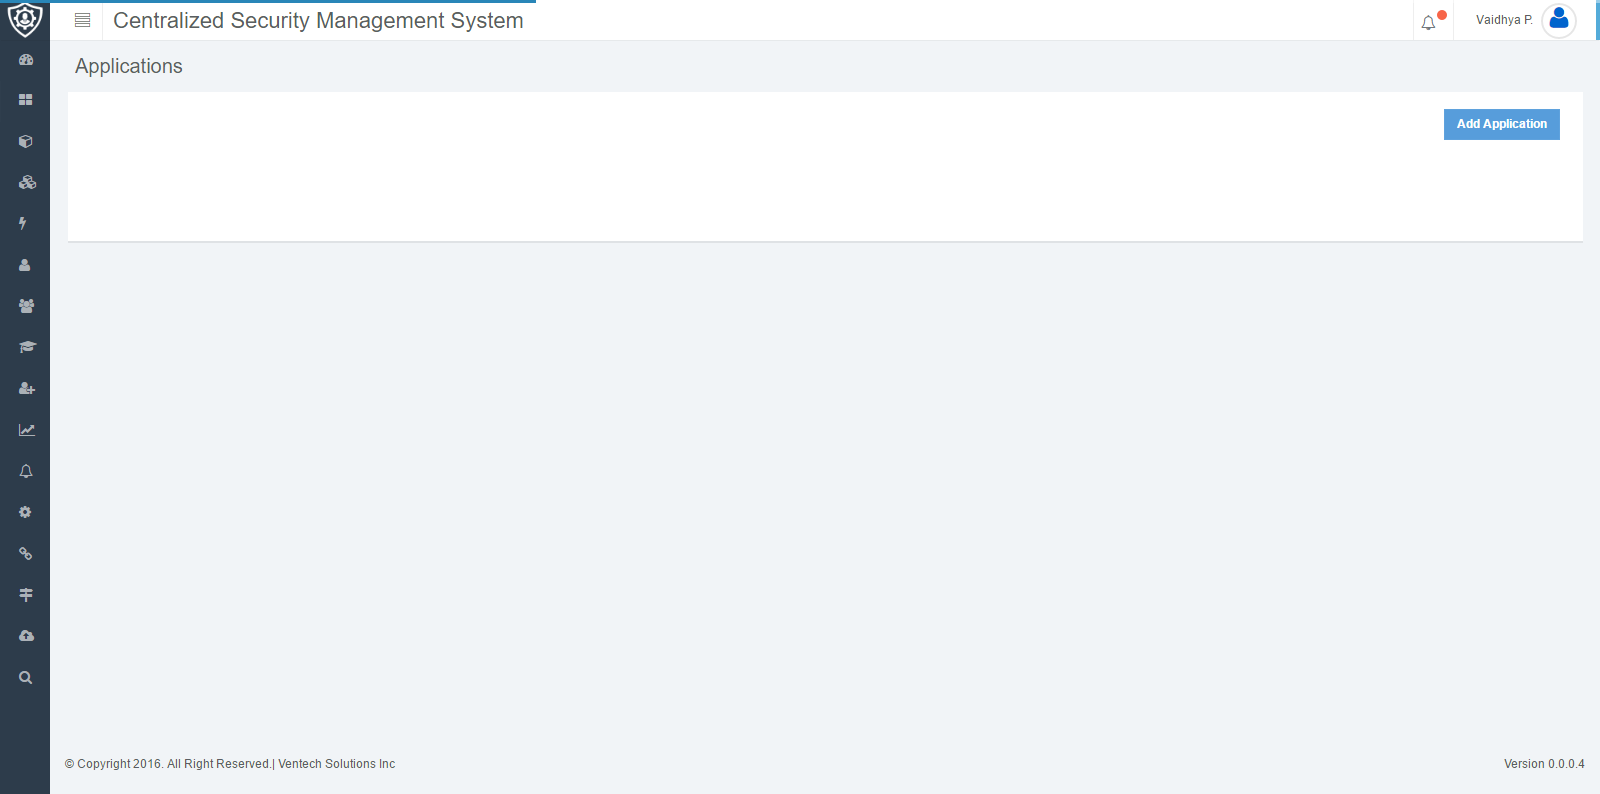 Centralized Security Management System
Vaidhya P.
Applications
Add Application
© Copyright 2016. All Right Reserved.| Ventech Solutions Inc
Version 0.0.0.4